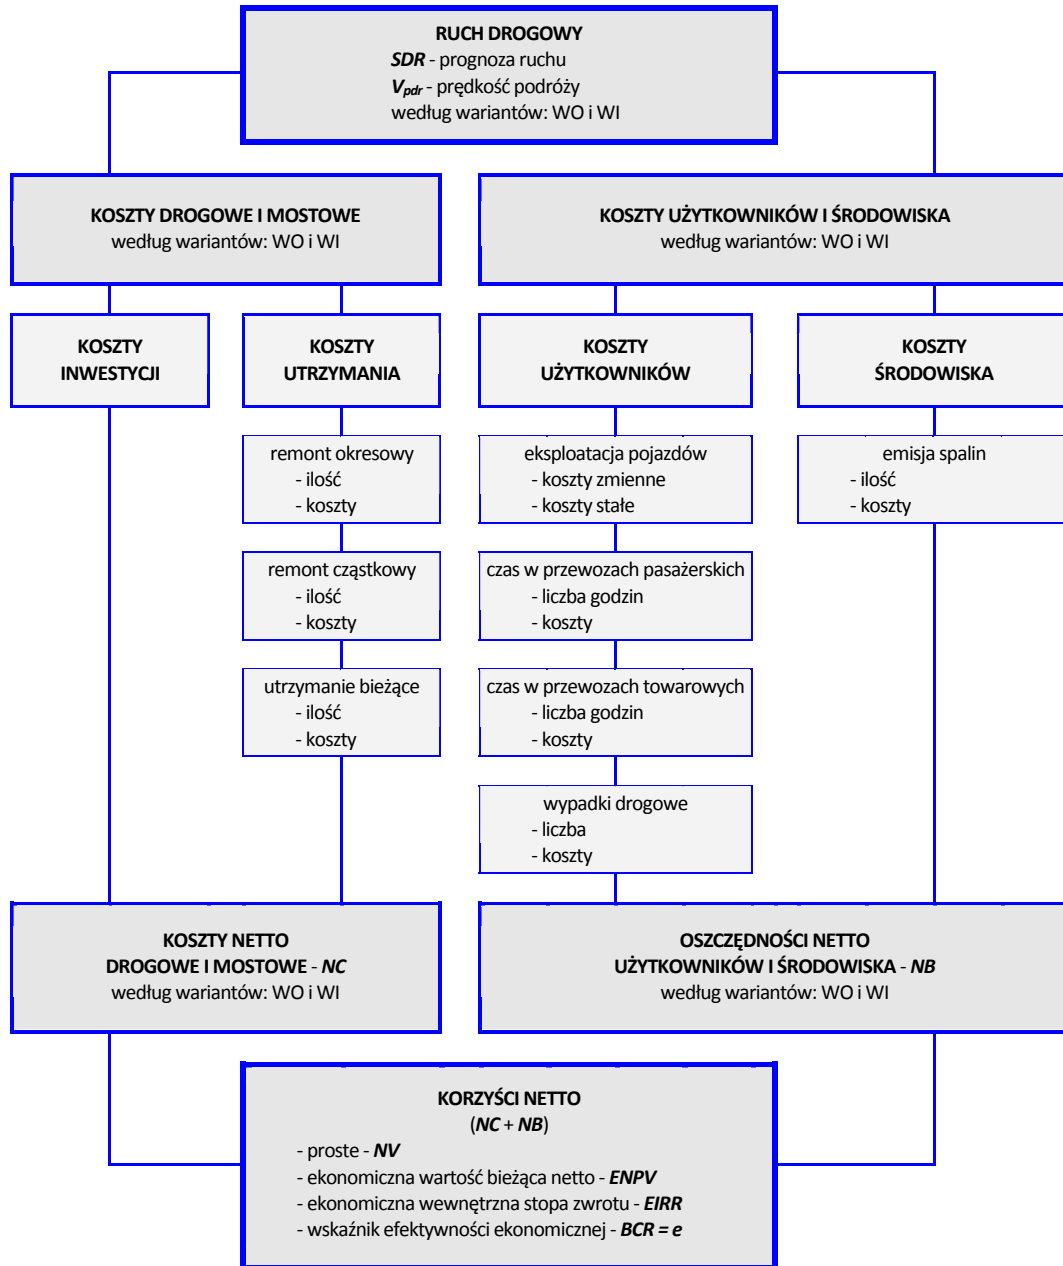 RUCH DROGOWY
SDR - prognoza ruchu
Vpdr - prędkość podróży
według wariantów: WO i WI
KOSZTY DROGOWE I MOSTOWE
według wariantów: WO i WI
KOSZTY UŻYTKOWNIKÓW I ŚRODOWISKA
według wariantów: WO i WI
KOSZTY
INWESTYCJI
KOSZTY
UTRZYMANIA
KOSZTY
UŻYTKOWNIKÓW
KOSZTY
ŚRODOWISKA
remont okresowy
- ilość
- koszty
eksploatacja pojazdów
- koszty zmienne
- koszty stałe
emisja spalin
- ilość
- koszty
remont cząstkowy
- ilość
- koszty
czas w przewozach pasażerskich
- liczba godzin
- koszty
utrzymanie bieżące
- ilość
- koszty
czas w przewozach towarowych
- liczba godzin
- koszty
wypadki drogowe
- liczba
- koszty
KOSZTY NETTO
DROGOWE I MOSTOWE - NC
według wariantów: WO i WI
OSZCZĘDNOŚCI NETTO
UŻYTKOWNIKÓW I ŚRODOWISKA - NB
według wariantów: WO i WI
KORZYŚCI NETTO
(NC + NB)
- proste - NV
- ekonomiczna wartość bieżąca netto - ENPV
- ekonomiczna wewnętrzna stopa zwrotu - EIRR
- wskaźnik efektywności ekonomicznej - BCR = e